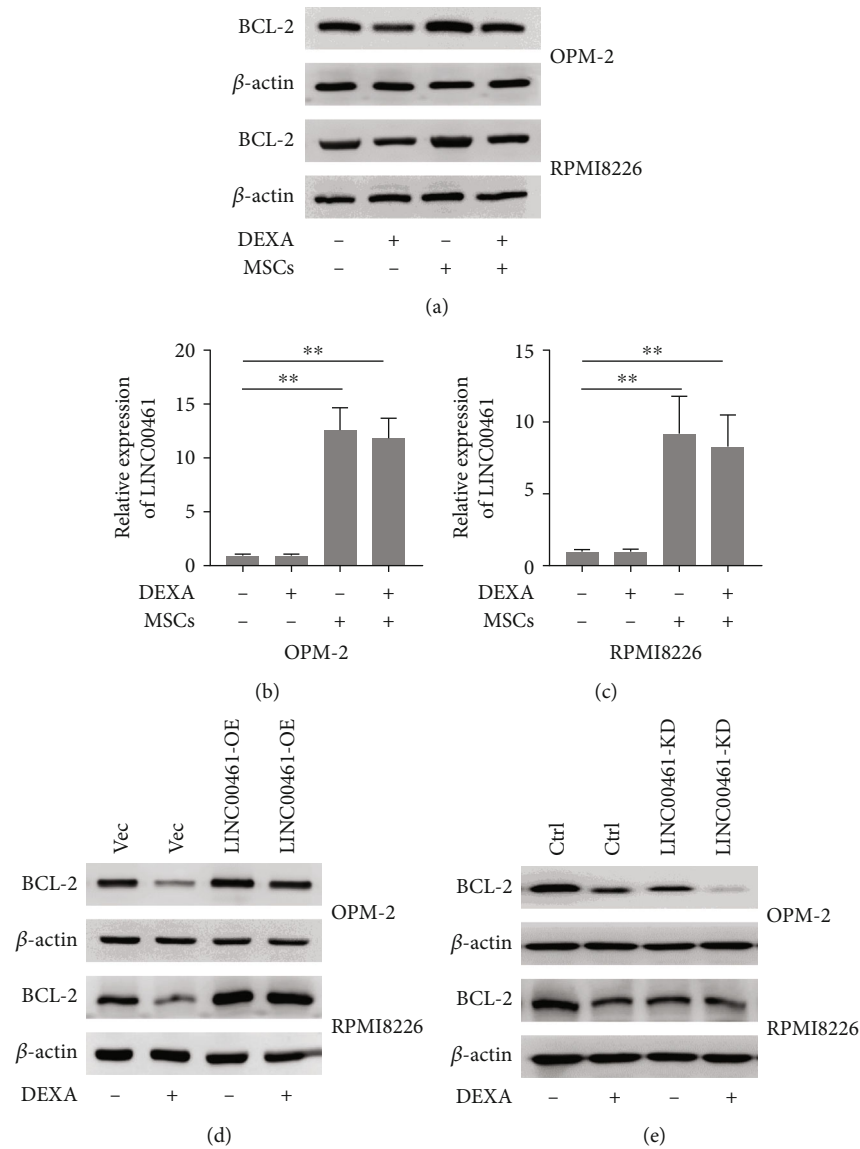 BCL-2
OPM-2
β-actin
BCL-2
RPMI8226
β-actin
DEXA – + – +
MSCs – – + +
(a)
Relative expression
of LINC00461
20
15
10
5
0
** 
**
DEXA – + – +
MSCs – – + +
OPM-2
(b)
Relative expression
of LINC00461
15
10
5
0
**
**
DEXA – + – +
MSCs – – + +
RPMI8226
(c)
Vec Vec LINC00461-OE LINC00461-OE
BCL-2
OPM-2
β-actin
BCL-2
RPMI8226
β-actin
DEXA – + – +
(d)
Ctrl Ctrl LINC00461-KD LINC00461-KD
BCL-2
OPM-2
β-actin
BCL-2
RPMI8226
β-actin
DEXA – + – +
(e)